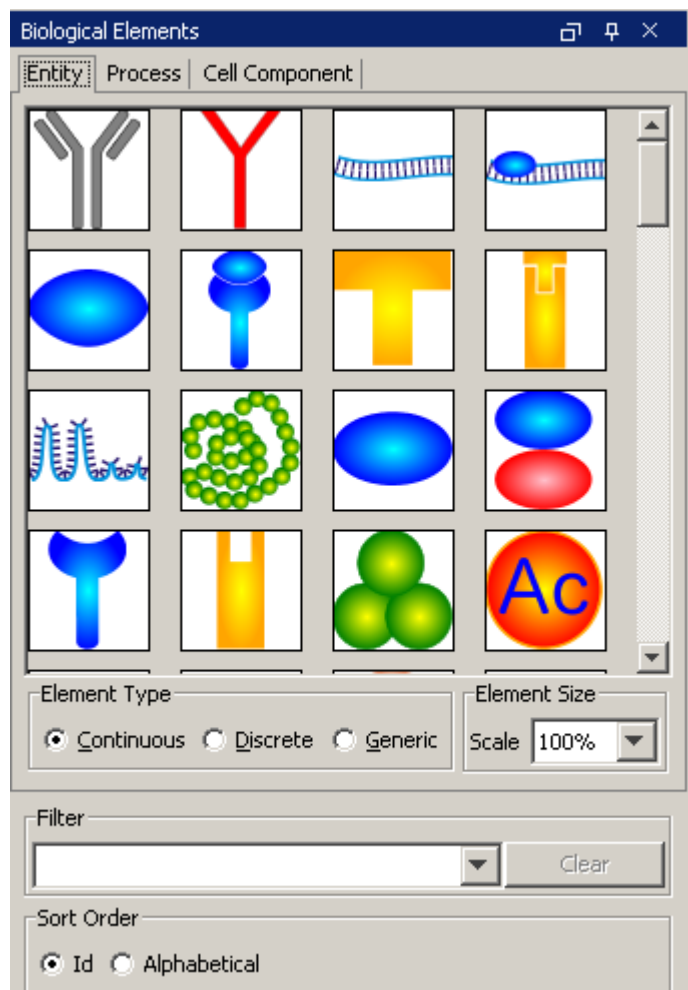 Biological Elements
Entity Process Cell Component
Ac
Element Type Element Size
Continuous Discrete Generic Scale 100%
Filter
Clear
Sort Order
Id Alphabetical